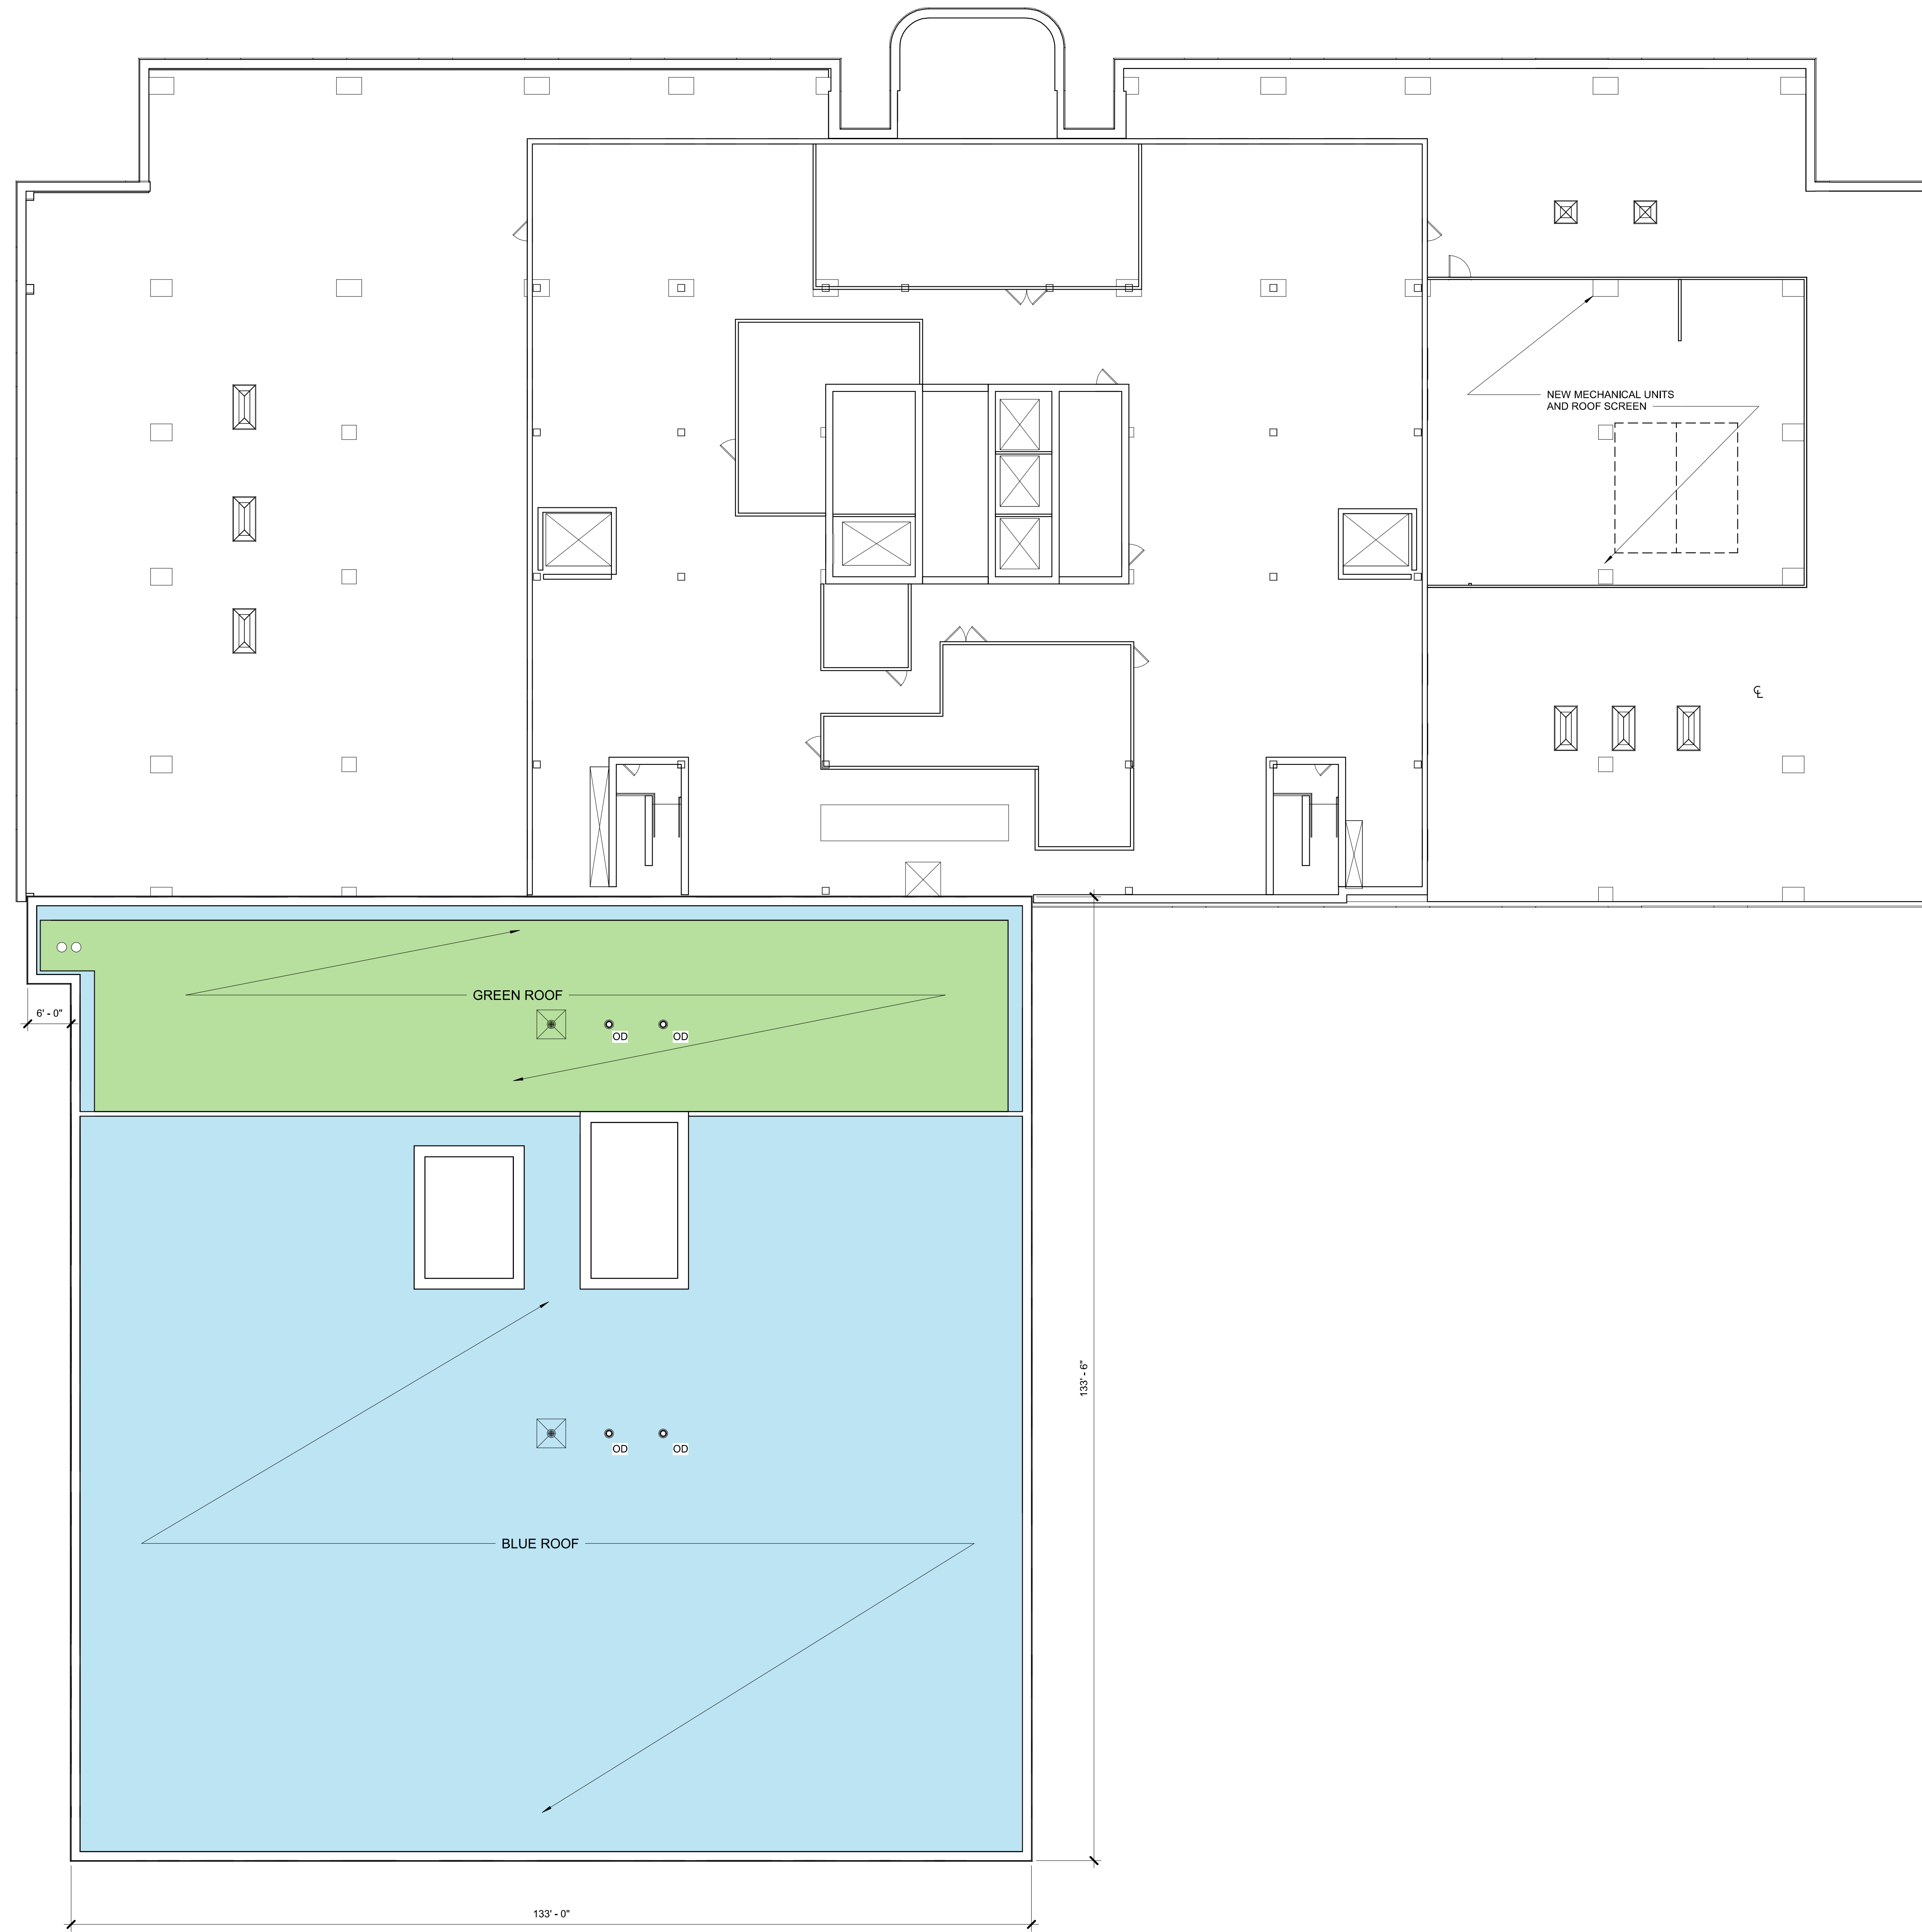 NEW MECHANICAL UNITS
AND ROOF SCREEN
℄
GREEN ROOF
6' - 0"
OD
OD
133' - 6"
OD
OD
BLUE ROOF
133' - 0"